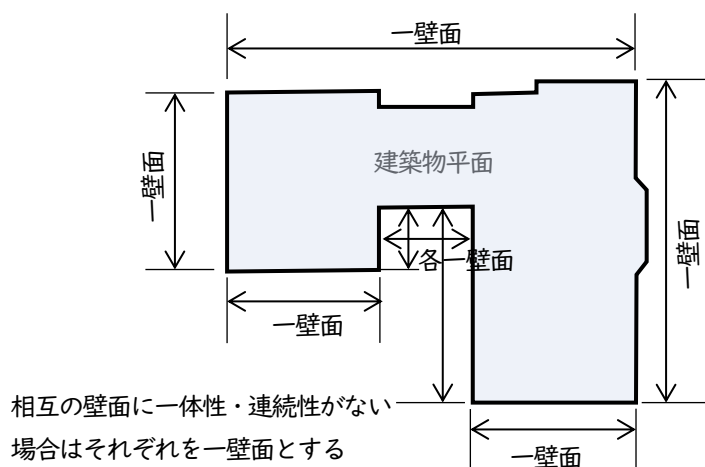 一壁面
一壁面
建築物平面
一壁面
各一壁面
一壁面
相互の壁面に一体性・連続性がない
場合はそれぞれを一壁面とする
一壁面